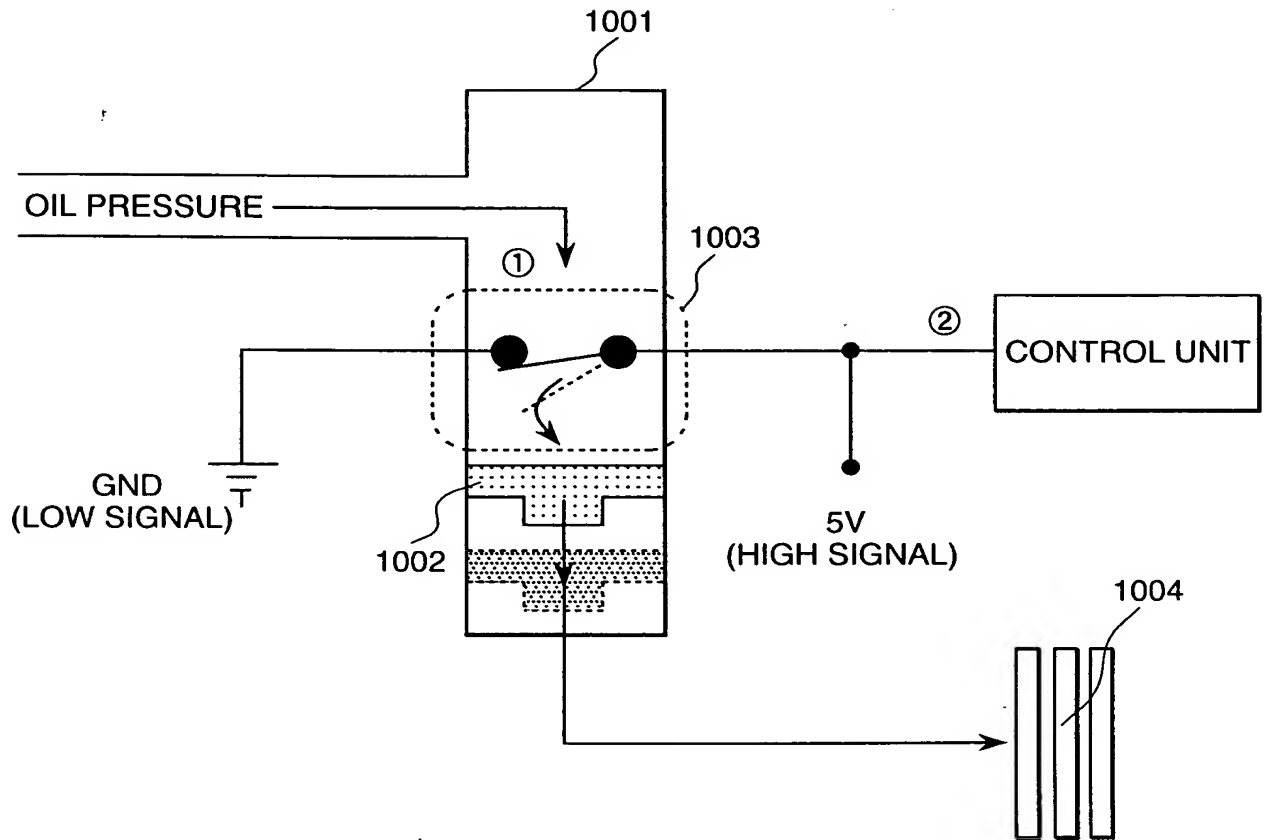 1001
OIL PRESSURE
1003
①
②
CONTROL UNIT
GND
(LOW SIGNAL)
1002
5V
(HIGH SIGNAL)
1004